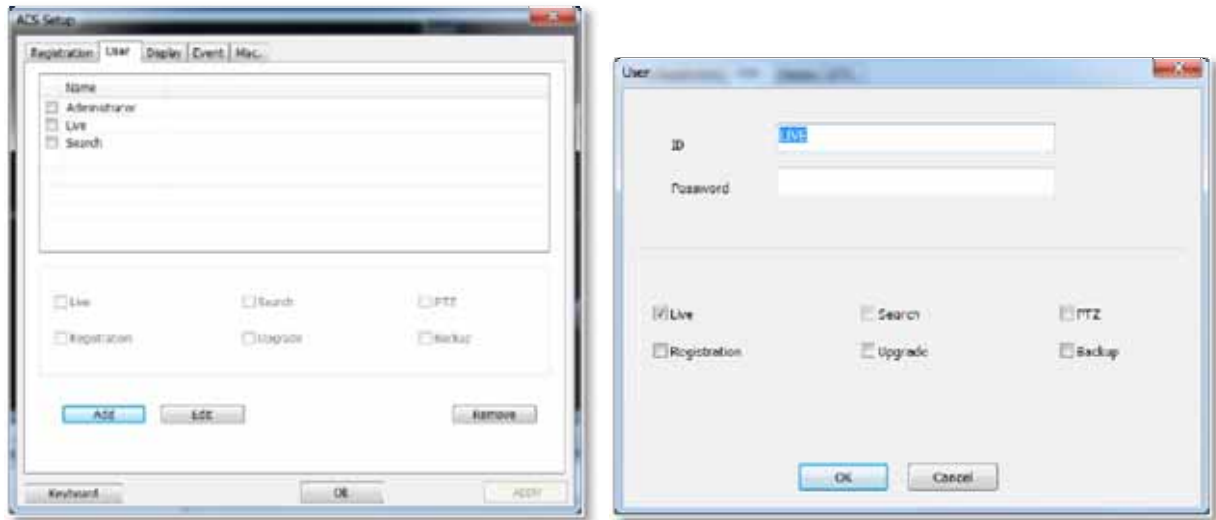 ACS Setup
Registration User Display Event Mac..
Name
Administrator
Live
Search
Live Search PTZ
Registration Upgrade Backup
Add Edit Remove
Keyboard OK APPLY
User
ID LIVE
Password
Live Search PTZ
Registration Upgrade Backup
OK Cancel